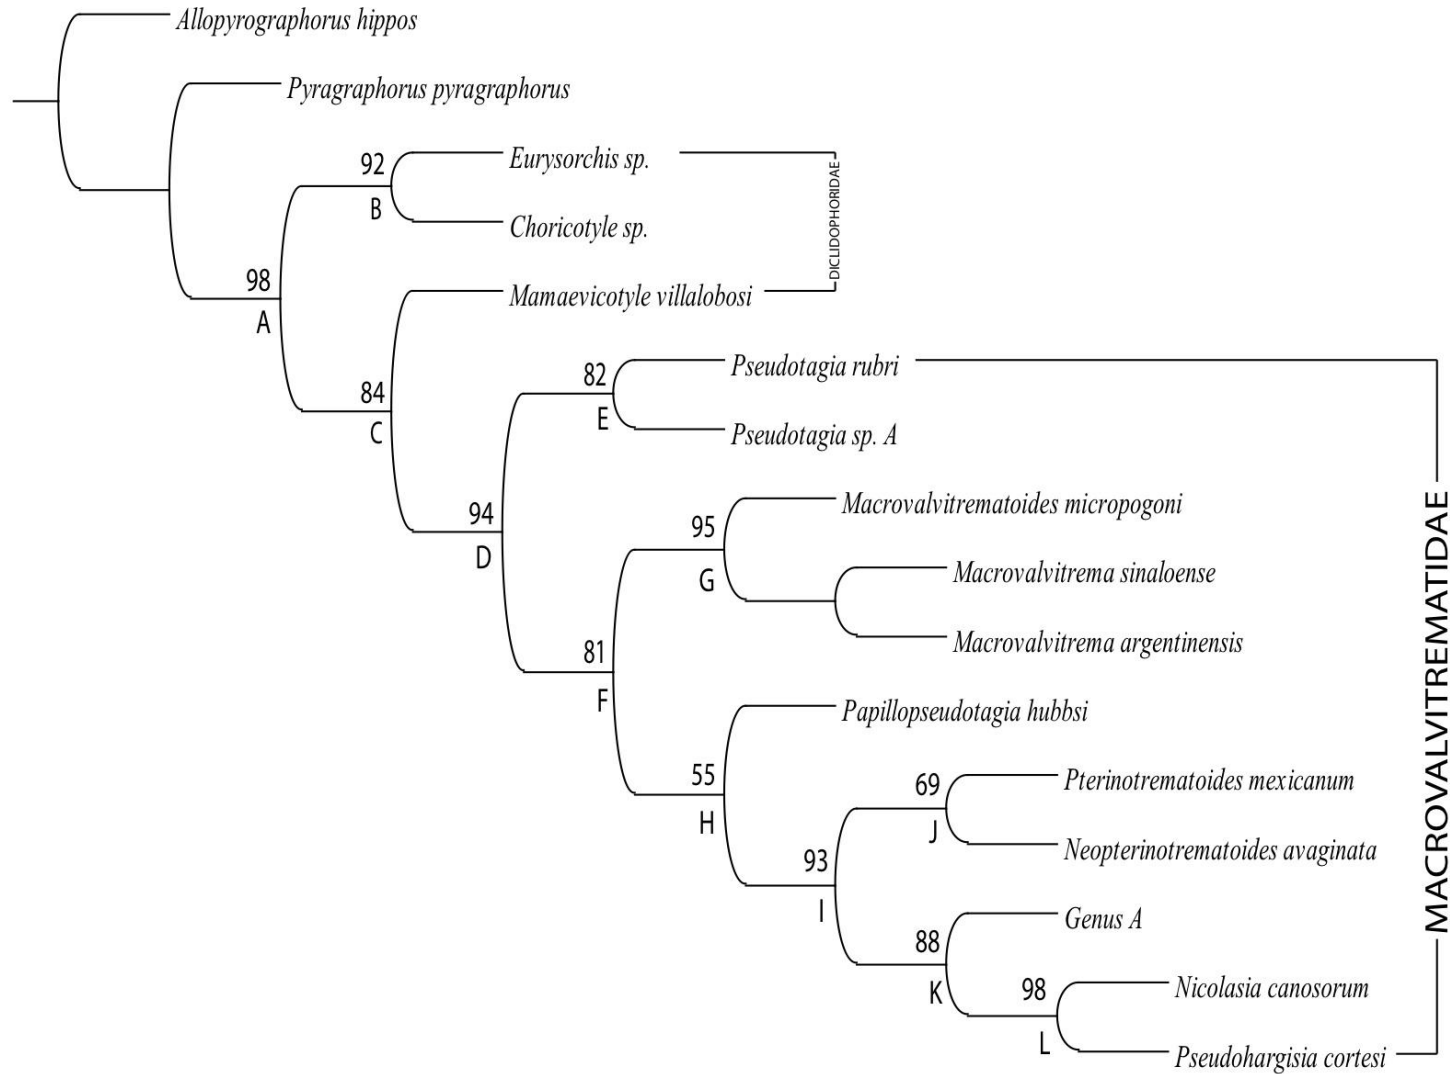 Allopyrographorus hippos
Pyragraphorus pyragraphorus
92
Eurysorchis sp.
B
Choricotyle sp.
DICLIDOPHORIDAE
98
A
Mamaevicotyle villalobosi
84
C
82
Pseudotagia rubri
E
Pseudotagia sp. A
94
D
95
Macrovalvitrematoides micropogoni
G
Macrovalvitrema sinaloense
Macrovalvitrema argentinensis
81
F
Papillopseudotagia hubbsi
55
H
69
Pterinotrematoides mexicanum
J
Neopterinotrematoides avaginata
93
I
Genus A
88
K
98
Nicolasia canosorum
L
Pseudohargisia cortesi
MACROVALVITREMATIDAE